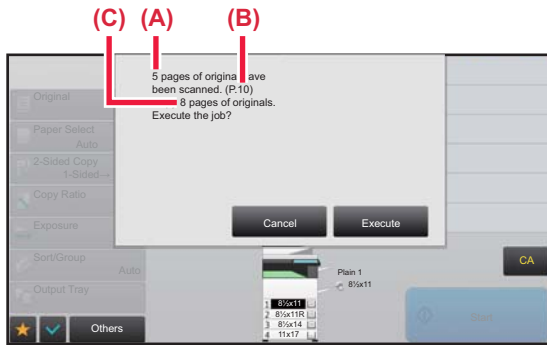 (C) (A) (B)
5 pages of original ave
been scanned. (P.10)
8 pages of originals.
Execute the job?
Original
Paper Select
Auto
2-Sided Copy
1-Sided→
Copy Ratio
Exposure
Sort/Group
Auto
Output Tray
Others
Cancel
Execute
Plain 1
8½x11
1 8½x11
2 8½x11R
3 8½x14
4 11x17
CA
Start